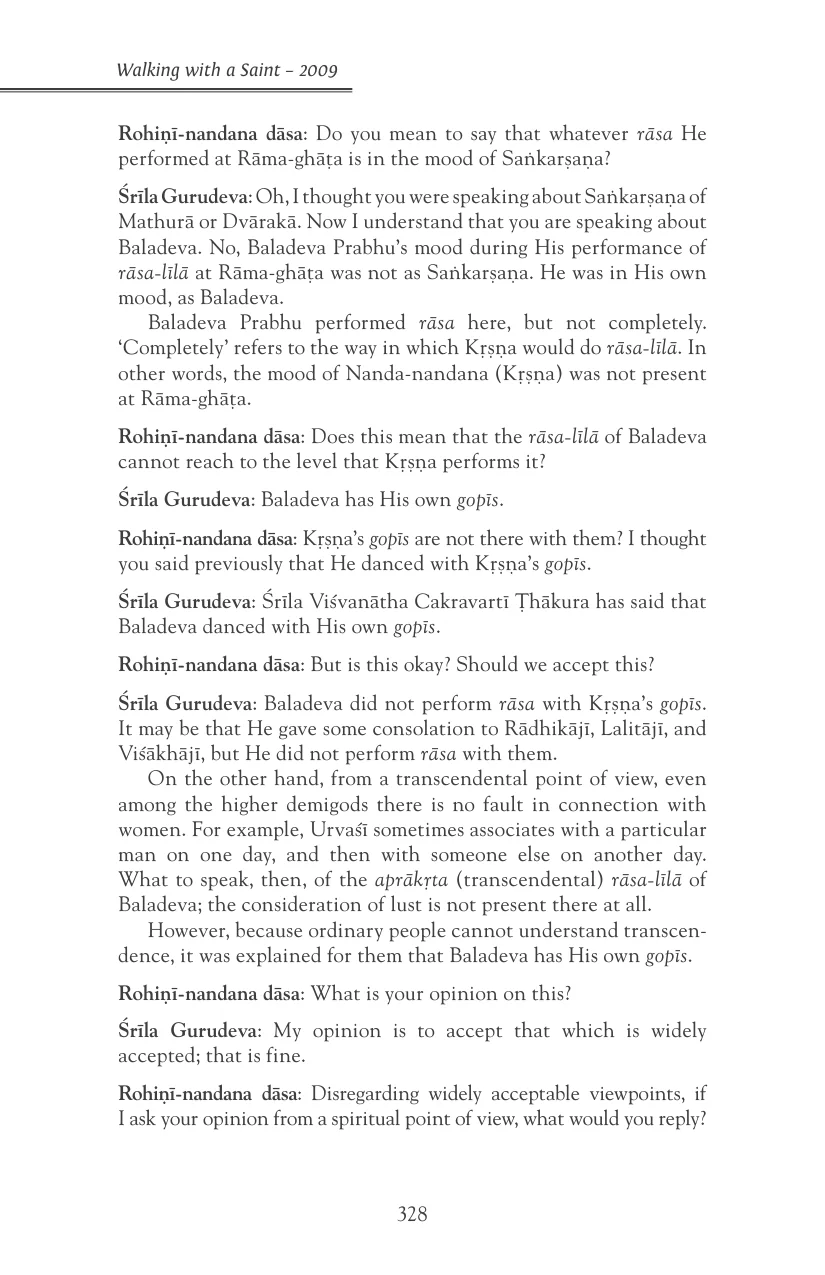 Walking with a Saint – 2009
Rohiṇī-nandana dāsa: Do you mean to say that whatever rāsa He
performed at Rāma-ghāṭa is in the mood of Saṅkarṣaṇa?
Śrīla Gurudeva: Oh, I thought you were speaking about Saṅkarṣaṇa of
Mathurā or Dvārakā. Now I understand that you are speaking about
Baladeva. No, Baladeva Prabhu’s mood during His performance of
rāsa-līlā at Rāma-ghāṭa was not as Saṅkarṣaṇa. He was in His own
mood, as Baladeva.
Baladeva Prabhu performed rāsa here, but not completely.
‘Completely’ refers to the way in which Kṛṣṇa would do rāsa-līlā. In
other words, the mood of Nanda-nandana (Kṛṣṇa) was not present
at Rāma-ghāṭa.
Rohiṇī-nandana dāsa: Does this mean that the rāsa-līlā of Baladeva
cannot reach to the level that Kṛṣṇa performs it?
Śrīla Gurudeva: Baladeva has His own gopīs.
Rohiṇī-nandana dāsa: Kṛṣṇa’s gopīs are not there with them? I thought
you said previously that He danced with Kṛṣṇa’s gopīs.
Śrīla Gurudeva: Śrīla Viśvanātha Cakravartī Ṭhākura has said that
Baladeva danced with His own gopīs.
Rohiṇī-nandana dāsa: But is this okay? Should we accept this?
Śrīla Gurudeva: Baladeva did not perform rāsa with Kṛṣṇa’s gopīs.
It may be that He gave some consolation to Rādhikājī, Lalitājī, and
Viśākhājī, but He did not perform rāsa with them.
On the other hand, from a transcendental point of view, even
among the higher demigods there is no fault in connection with
women. For example, Urvaśī sometimes associates with a particular
man on one day, and then with someone else on another day.
What to speak, then, of the aprākṛta (transcendental) rāsa-līlā of
Baladeva; the consideration of lust is not present there at all.
However, because ordinary people cannot understand transcen-
dence, it was explained for them that Baladeva has His own gopīs.
Rohiṇī-nandana dāsa: What is your opinion on this?
Śrīla Gurudeva: My opinion is to accept that which is widely
accepted; that is fine.
Rohiṇī-nandana dāsa: Disregarding widely acceptable viewpoints, if
I ask your opinion from a spiritual point of view, what would you reply?
328